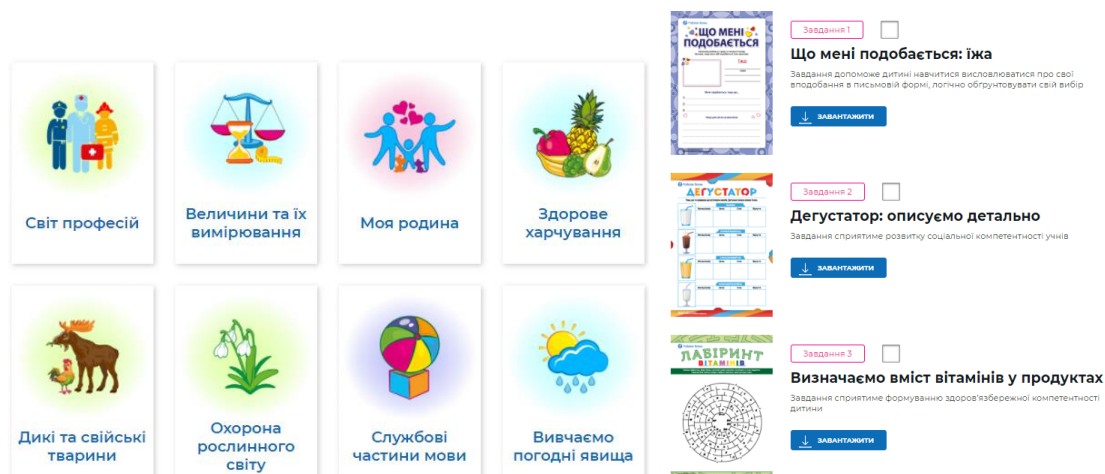 Світ професій
Величини та їх
вимірювання
Моя родина
Здорове
харчування
Дикі та свійські
тварини
Охорона
рослинного
світу
Службові
частини мови
Вивчаємо
погодні явища
ЩО МЕНІ
ПОДОБАЄТЬСЯ
Їжа
Завдання 1
Що мені подобається: їжа
Завдання допоможе дитині навчитися висловлюватися про свої
вподобання в письмовій формі, логічно обґрунтовувати свій вибір
ЗАВАНТАЖИТИ
ДЕГУСТАТОР
Завдання 2
Дегустатор: описуємо детально
Завдання сприятиме розвитку соціальної компетентності учнів
ЗАВАНТАЖИТИ
ЛАБІРИНТ
ВІТАМІНІВ
Завдання 3
Визначаємо вміст вітамінів у продуктах
Завдання сприятиме формуванню здоров'язбережної компетентності
дитини
ЗАВАНТАЖИТИ